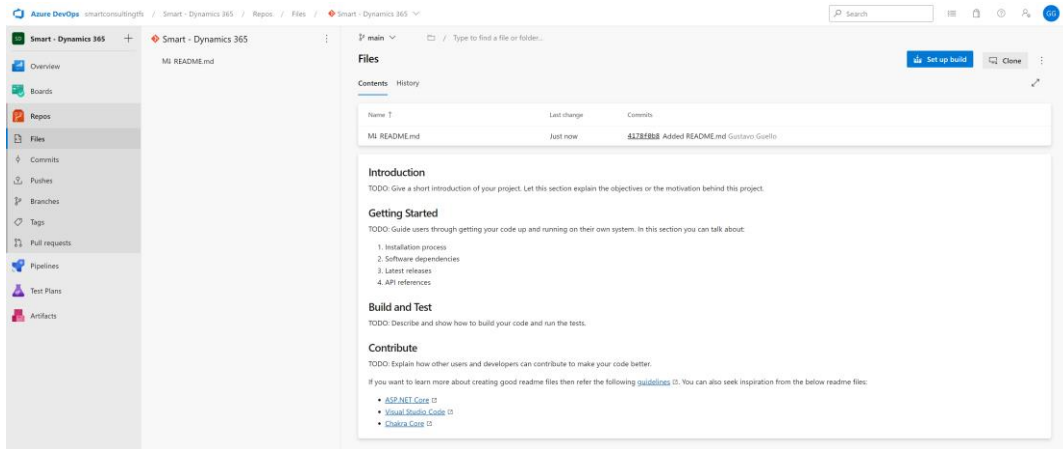 Azure DevOps smartconsultingtfs / Smart - Dynamics 365 / Repos / Files / Smart - Dynamics 365
Search
GG
SD Smart - Dynamics 365
Overview
Boards
Repos
Files
Commits
Pushes
Branches
Tags
Pull requests
Pipelines
Test Plans
Artifacts
Smart - Dynamics 365
M↓ README.md
main / Type to find a file or folder...
Files
Set up build
Clone
Contents History
Name ↑ Last change Commits
M↓ README.md Just now 4178f8b8 Added README.md Gustavo Guello
Introduction
TODO: Give a short introduction of your project. Let this section explain the objectives or the motivation behind this project.
Getting Started
TODO: Guide users through getting your code up and running on their own system. In this section you can talk about:
1. Installation process
2. Software dependencies
3. Latest releases
4. API references
Build and Test
TODO: Describe and show how to build your code and run the tests.
Contribute
TODO: Explain how other users and developers can contribute to make your code better.
If you want to learn more about creating good readme files then refer the following guidelines. You can also seek inspiration from the below readme files:
• ASP.NET Core
• Visual Studio Code
• Chakra Core